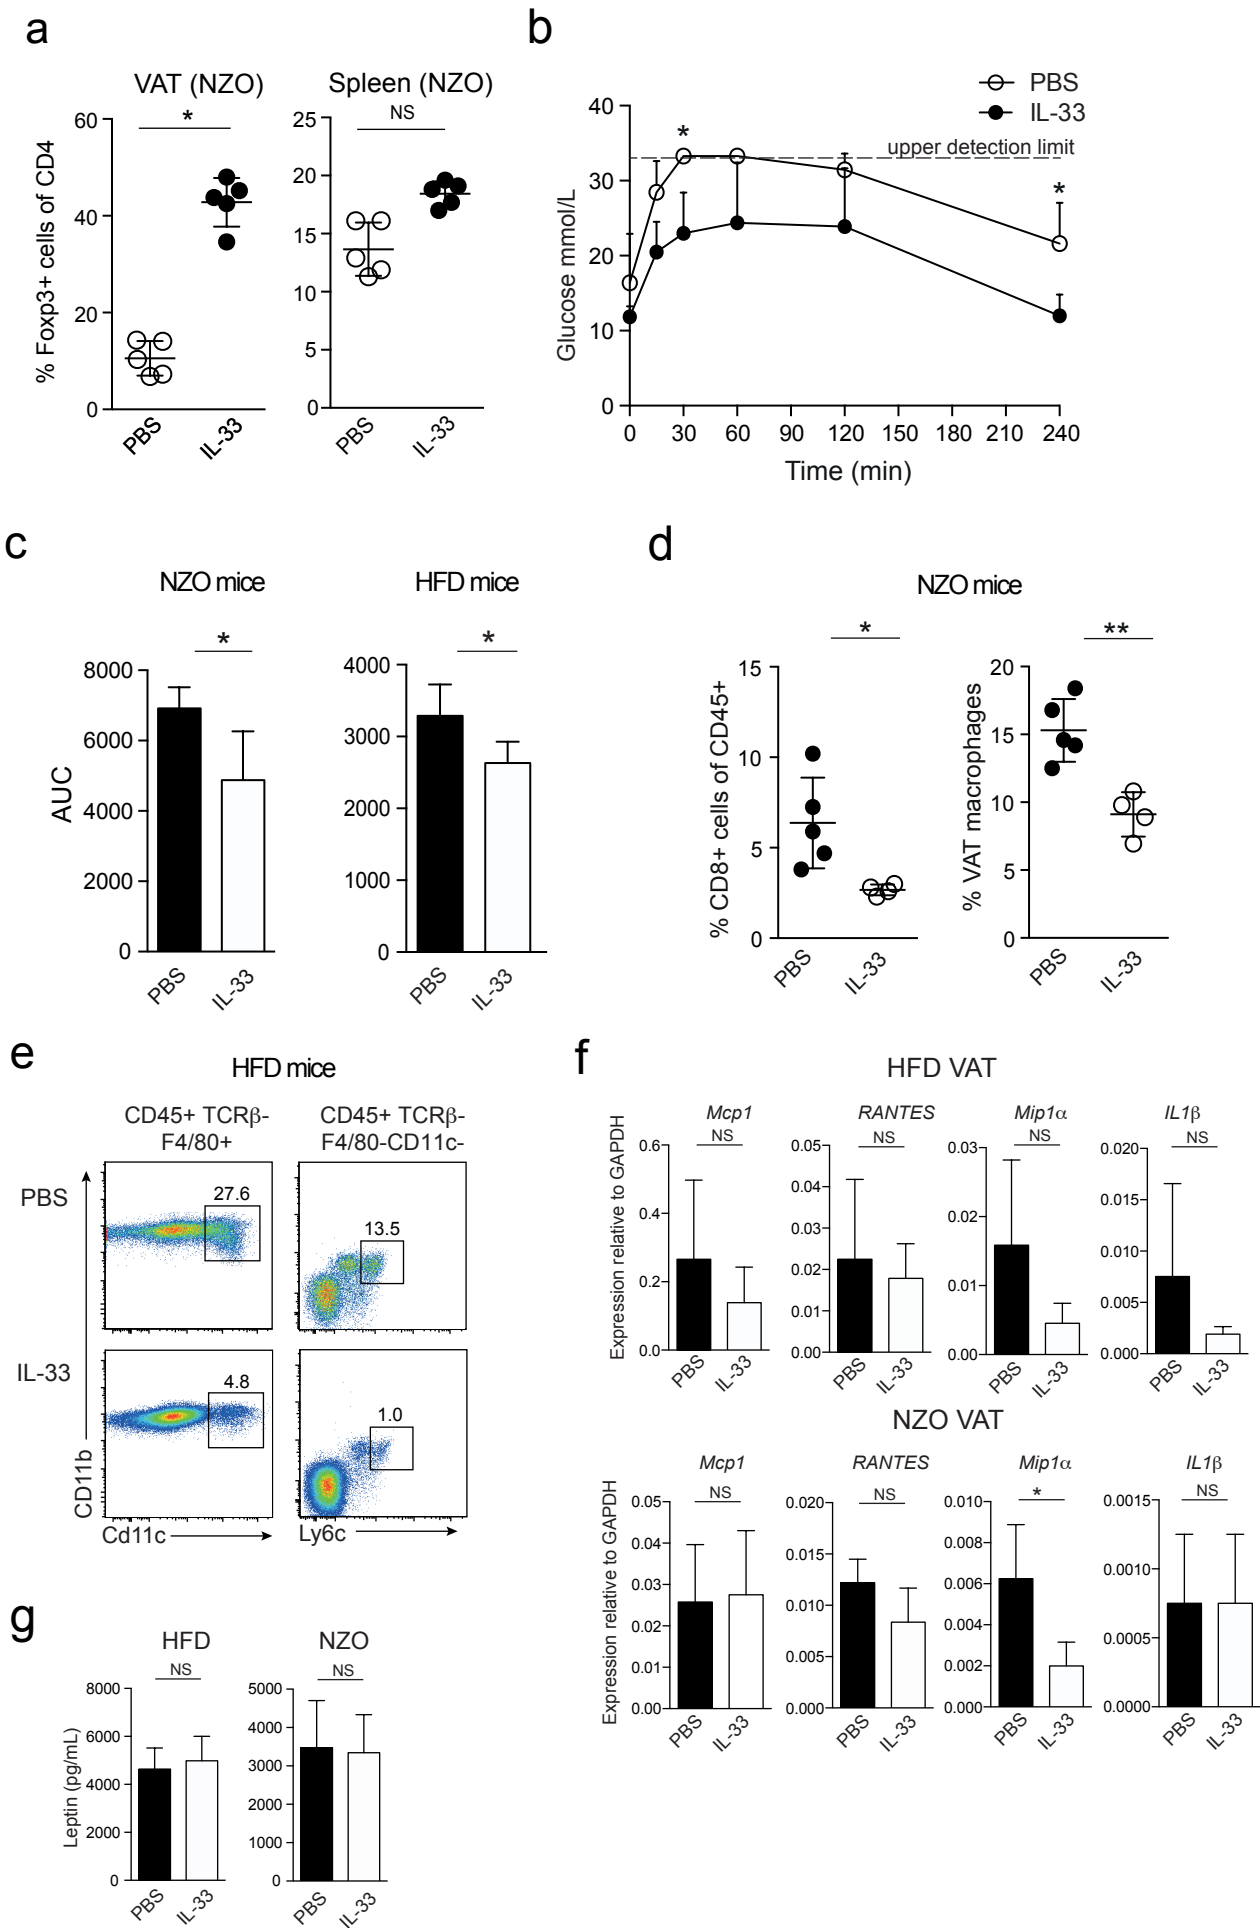 a
VAT (NZO)
Spleen (NZO)
*
NS
% Foxp3+ cells of CD4
60
40
20
0
PBS
IL-33
25
20
15
10
5
0
PBS
IL-33
b
PBS
IL-33
upper detection limit
*
*
Glucose mmol/L
40
30
20
10
0
0 30 60 90 120 150 180 210 240
Time (min)
c
NZO mice
HFD mice
*
*
AUC
8000
6000
4000
2000
0
PBS
IL-33
4000
3000
2000
1000
0
PBS
IL-33
d
NZO mice
*
**
% CD8+ cells of CD45+
15
10
5
0
PBS
IL-33
% VAT macrophages
20
15
10
5
0
PBS
IL-33
e
HFD mice
CD45+ TCRβ-
F4/80+
CD45+ TCRβ-
F4/80-CD11c-
PBS
27.6
13.5
IL-33
4.8
1.0
CD11b
Cd11c
Ly6c
f
HFD VAT
Expression relative to GAPDH
Mcp1
NS
0.6
0.4
0.2
0.0
PBS
IL-33
RANTES
NS
0.05
0.04
0.03
0.02
0.01
0.00
PBS
IL-33
Mip1α
NS
0.03
0.02
0.01
0.00
PBS
IL-33
IL1β
NS
0.020
0.015
0.010
0.005
0.000
PBS
IL-33
NZO VAT
Expression relative to GAPDH
Mcp1
NS
0.05
0.04
0.03
0.02
0.01
0.00
PBS
IL-33
RANTES
NS
0.020
0.015
0.010
0.005
0.000
PBS
IL-33
Mip1α
*
0.010
0.008
0.006
0.004
0.002
0.000
PBS
IL-33
IL1β
NS
0.0015
0.0010
0.0005
0.0000
PBS
IL-33
g
HFD
NZO
NS
NS
Leptin (pg/mL)
8000
6000
4000
2000
0
PBS
IL-33
5000
4000
3000
2000
1000
0
PBS
IL-33